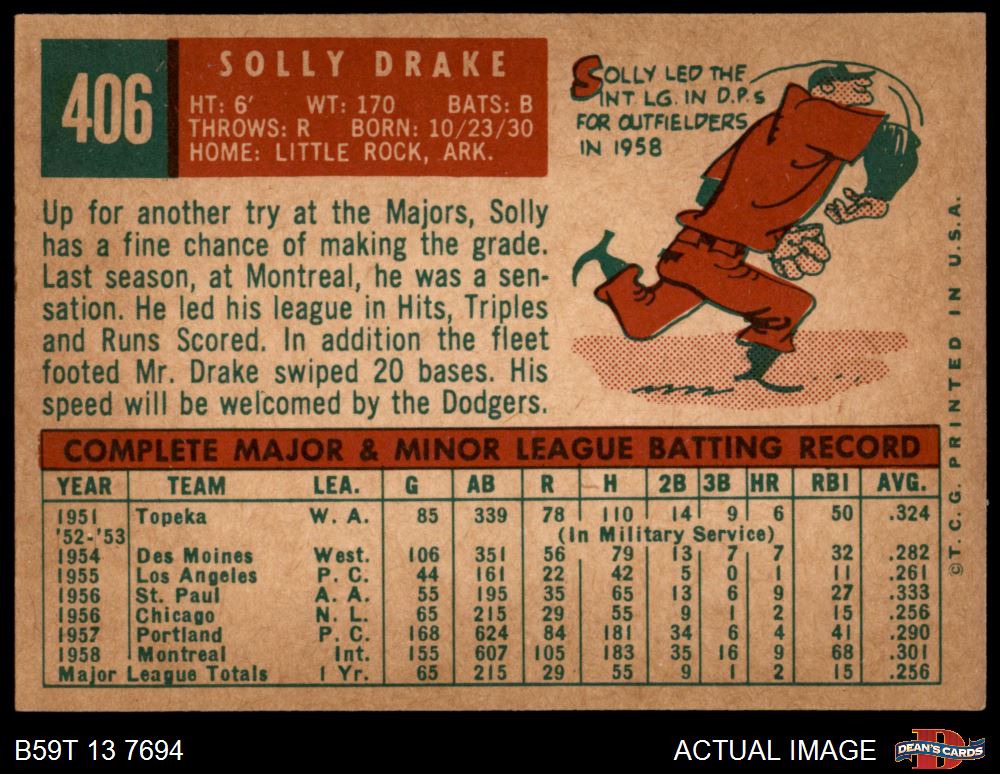 406
SOLLY DRAKE
HT: 6' WT: 170 BATS: B
THROWS: R BORN: 10/23/30
HOME: LITTLE ROCK, ARK.
SOLLY LED THE
INT. LG. IN D.P.s
FOR OUTFIELDERS
IN 1958
Up for another try at the Majors, Solly
has a fine chance of making the grade.
Last season, at Montreal, he was a sen-
sation. He led his league in Hits, Triples
and Runs Scored. In addition the fleet
footed Mr. Drake swiped 20 bases. His
speed will be welcomed by the Dodgers.
COMPLETE MAJOR & MINOR LEAGUE BATTING RECORD
YEAR TEAM LEA. G AB R H 2B 3B HR RBI AVG.
1951 Topeka W. A. 85 339 78 110 14 9 6 50 .324
'52-'53 (In Military Service)
1954 Des Moines West. 106 351 56 79 13 7 7 32 .282
1955 Los Angeles P. C. 44 161 22 42 5 0 1 11 .261
1956 St. Paul A. A. 55 195 35 65 13 6 9 27 .333
1956 Chicago N. L. 65 215 29 55 9 1 2 15 .256
1957 Portland P. C. 168 624 84 181 34 6 4 41 .290
1958 Montreal Int. 155 607 105 183 35 16 9 68 .301
Major League Totals 1 Yr. 65 215 29 55 9 1 2 15 .256
©T. C. G. PRINTED IN U.S.A.
B59T 13 7694
ACTUAL IMAGE
DEAN'S CARDS